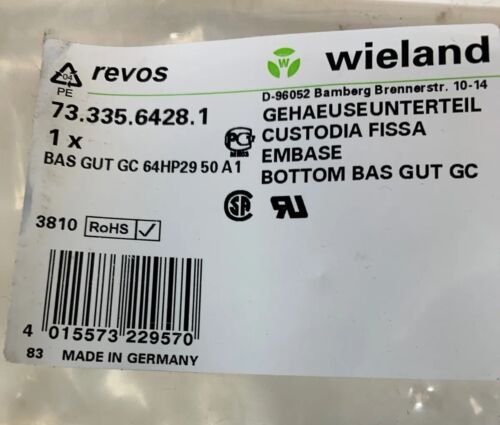 04
PE
revos
W
wieland
D-96052 Bamberg Brennerstr. 10-14
73.335.6428.1
1 x
BAS GUT GC 64HP29 50 A1
GEHAEUSEUNTERTEIL
CUSTODIA FISSA
EMBASE
BOTTOM BAS GUT GC
3810 RoHS
4 015573 229570
83 MADE IN GERMANY